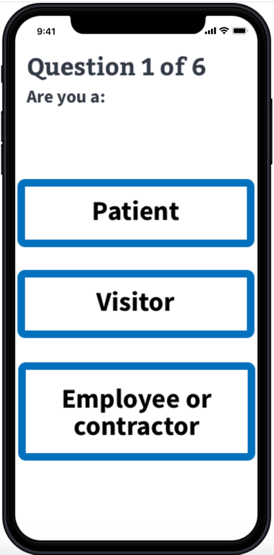 9:41
Question 1 of 6
Are you a:
Patient
Visitor
Employee or
contractor